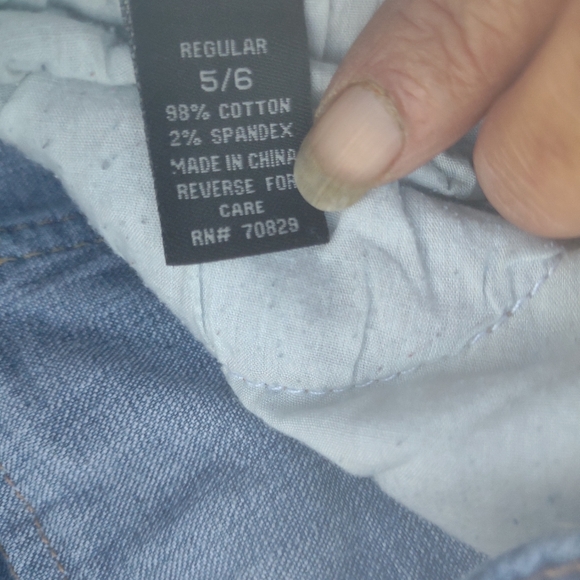 REGULAR
5/6
98% COTTON
2% SPANDEX
MADE IN CHINA
REVERSE FOR
CARE
RN# 70829